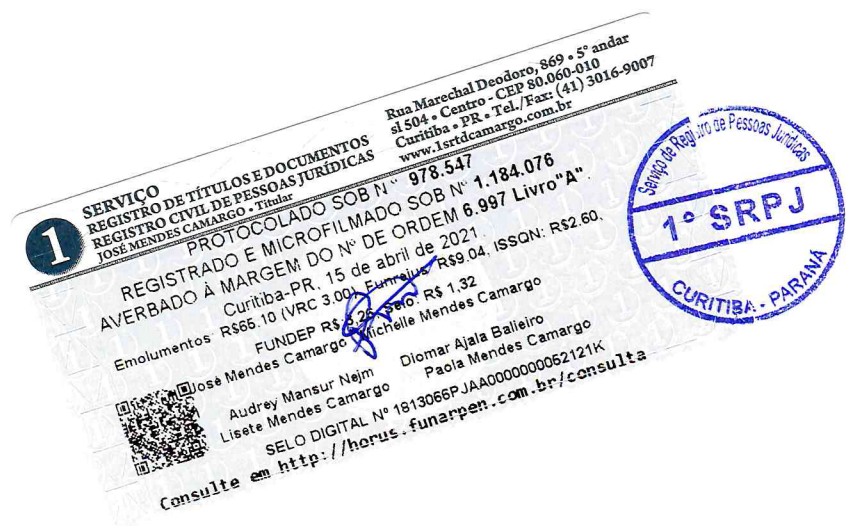 1
SERVIÇO
REGISTRO DE TÍTULOS E DOCUMENTOS
REGISTRO CIVIL DE PESSOAS JURÍDICAS
JOSÉ MENDES CAMARGO • Titular
Rua Marechal Deodoro, 869 • 5º andar
sl 504 • Centro - CEP 80.060-010
Curitiba • PR • Tel./Fax: (41) 3016-9007
www.1srtdcamargo.com.br
PROTOCOLADO SOB Nº 978.547
REGISTRADO E MICROFILMADO SOB Nº 1.184.076
AVERBADO À MARGEM DO Nº DE ORDEM 6.997 Livro "A".
Curitiba-PR, 15 de abril de 2021
Emolumentos: R$65.10 (VRC 3.00), Funrejus: R$9.04, ISSQN: R$2.60,
FUNDEP R$ 3.26, Selo: R$ 1,32
José Mendes Camargo Michelle Mendes Camargo
Audrey Mansur Nejm Diomar Ajala Balieiro
Lisete Mendes Camargo Paola Mendes Camargo
SELO DIGITAL Nº 1813066PJAA0000000052121K
Consulte em http://horus.funarpen.com.br/consulta
Serviço de Registro de Pessoas Jurídicas
1º SRPJ
CURITIBA - PARANÁ